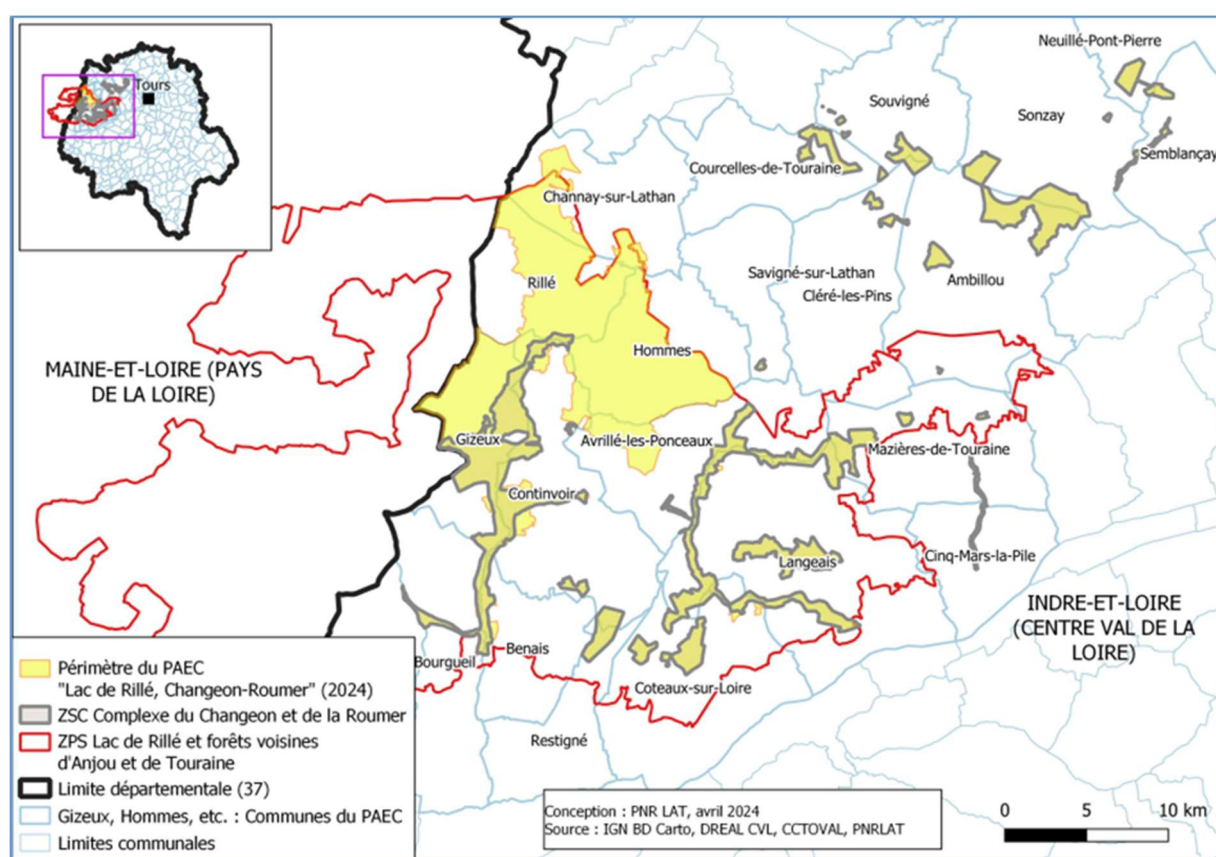 Tours
Neuillé-Pont-Pierre
Souvigné
Sonzay
Semblançay
Courcelles-de-Touraine
Channay-sur-Lathan
Rillé
Savigné-sur-Lathan
Cléré-les-Pins
Ambillou
Hommes
MAINE-ET-LOIRE (PAYS
DE LA LOIRE)
Gizeux
Avrillé-les-Ponceaux
Mazières-de-Touraine
Continvoir
Langeais
Cinq-Mars-la-Pile
INDRE-ET-LOIRE
(CENTRE VAL DE LA
LOIRE)
Bourgueil
Benais
Coteaux-sur-Loire
Restigné
Périmètre du PAEC
"Lac de Rillé, Changeon-Roumer" (2024)
ZSC Complexe du Changeon et de la Roumer
ZPS Lac de Rillé et forêts voisines
d'Anjou et de Touraine
Limite départementale (37)
Gizeux, Hommes, etc. : Communes du PAEC
Limites communales
Conception : PNR LAT, avril 2024
Source : IGN BD Carto, DREAL CVL, CCTOVAL, PNRLAT
0 5 10 km